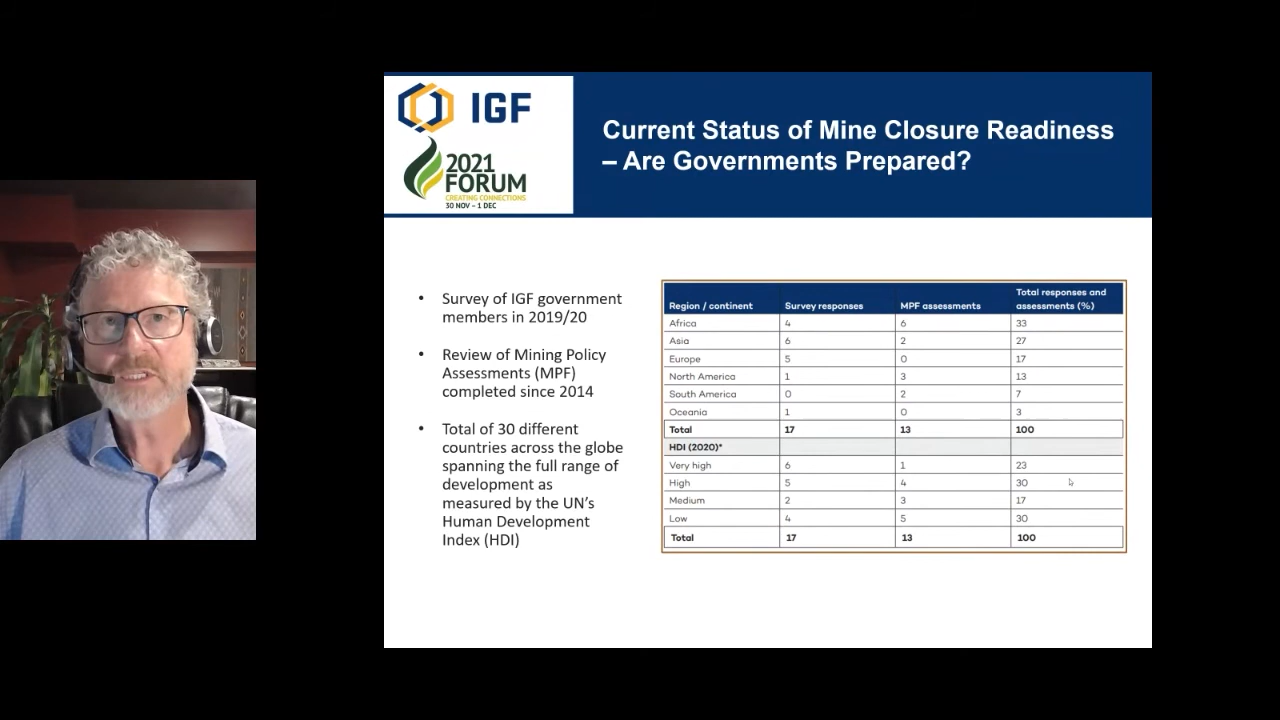 IGF
2021
FORUM
CREATING CONNECTIONS
30 NOV – 1 DEC
Current Status of Mine Closure Readiness
– Are Governments Prepared?
• Survey of IGF government
members in 2019/20
• Review of Mining Policy
Assessments (MPF)
completed since 2014
• Total of 30 different
countries across the globe
spanning the full range of
development as
measured by the UN’s
Human Development
Index (HDI)
Region / continent Survey responses MPF assessments Total responses and
assessments (%)
Africa 4 6 33
Asia 6 2 27
Europe 5 0 17
North America 1 3 13
South America 0 2 7
Oceania 1 0 3
Total 17 13 100
HDI (2020)*
Very high 6 1 23
High 5 4 30
Medium 2 3 17
Low 4 5 30
Total 17 13 100